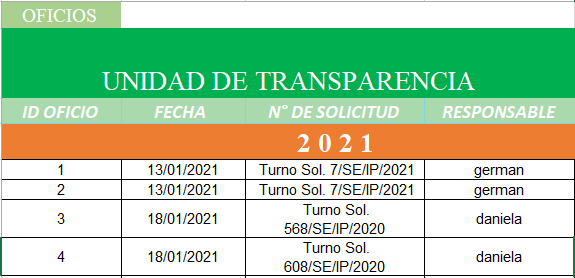 OFICIOS
UNIDAD DE TRANSPARENCIA
ID OFICIO FECHA N° DE SOLICITUD RESPONSABLE
2 0 2 1
1 13/01/2021 Turno Sol. 7/SE/IP/2021 german
2 13/01/2021 Turno Sol. 7/SE/IP/2021 german
3 18/01/2021 Turno Sol. 568/SE/IP/2020 daniela
4 18/01/2021 Turno Sol. 608/SE/IP/2020 daniela